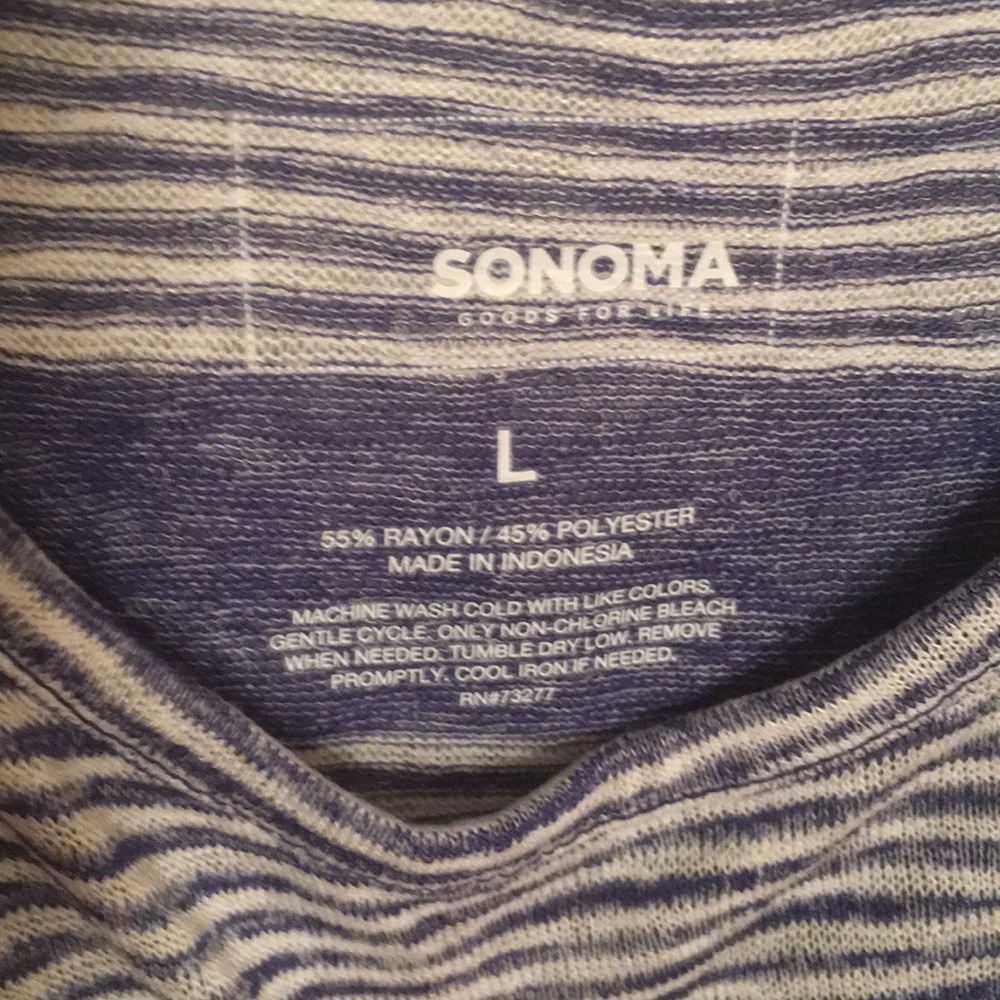 SONOMA
GOODS FOR LIFE
L
55% RAYON / 45% POLYESTER
MADE IN INDONESIA
MACHINE WASH COLD WITH LIKE COLORS.
GENTLE CYCLE. ONLY NON-CHLORINE BLEACH
WHEN NEEDED. TUMBLE DRY LOW. REMOVE
PROMPTLY. COOL IRON IF NEEDED.
RN#73277